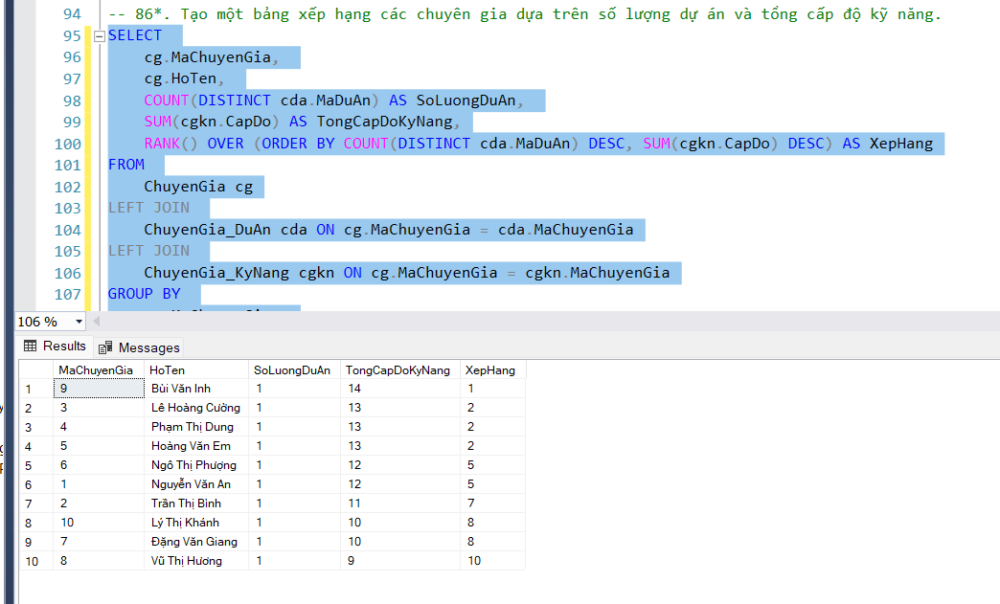 94 -- 86*. Tạo một bảng xếp hạng các chuyên gia dựa trên số lượng dự án và tổng cấp độ kỹ năng.
95 SELECT
96 cg.MaChuyenGia,
97 cg.HoTen,
98 COUNT(DISTINCT cda.MaDuAn) AS SoLuongDuAn,
99 SUM(cgkn.CapDo) AS TongCapDoKyNang,
100 RANK() OVER (ORDER BY COUNT(DISTINCT cda.MaDuAn) DESC, SUM(cgkn.CapDo) DESC) AS XepHang
101 FROM
102 ChuyenGia cg
103 LEFT JOIN
104 ChuyenGia_DuAn cda ON cg.MaChuyenGia = cda.MaChuyenGia
105 LEFT JOIN
106 ChuyenGia_KyNang cgkn ON cg.MaChuyenGia = cgkn.MaChuyenGia
107 GROUP BY
106 %
Results Messages
MaChuyenGia HoTen SoLuongDuAn TongCapDoKyNang XepHang
1 9 Bùi Văn Inh 1 14 1
2 3 Lê Hoàng Cường 1 13 2
3 4 Phạm Thị Dung 1 13 2
4 5 Hoàng Văn Em 1 13 2
5 6 Ngô Thị Phượng 1 12 5
6 1 Nguyễn Văn An 1 12 5
7 2 Trần Thị Bình 1 11 7
8 10 Lý Thị Khánh 1 10 8
9 7 Đặng Văn Giang 1 10 8
10 8 Vũ Thị Hương 1 9 10